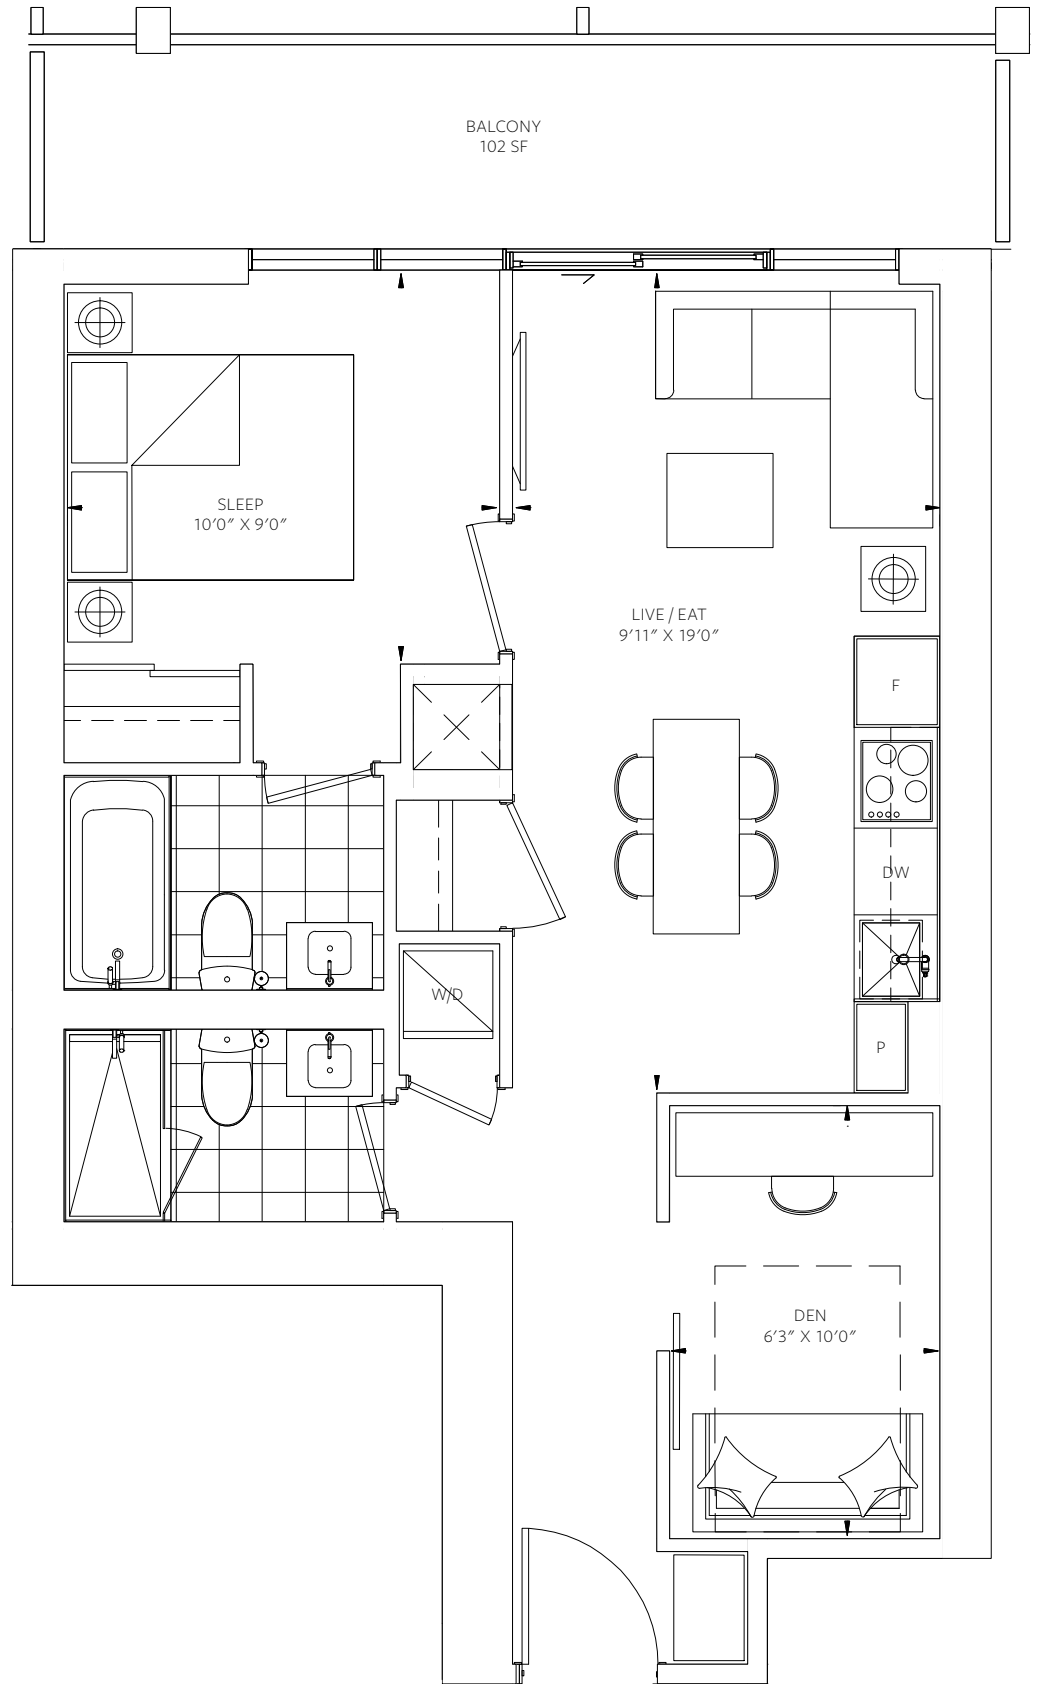 BALCONY
102 SF
SLEEP
10′0″ X 9′0″
LIVE / EAT
9′11″ X 19′0″
F
DW
W/D
P
DEN
6′3″ X 10′0″